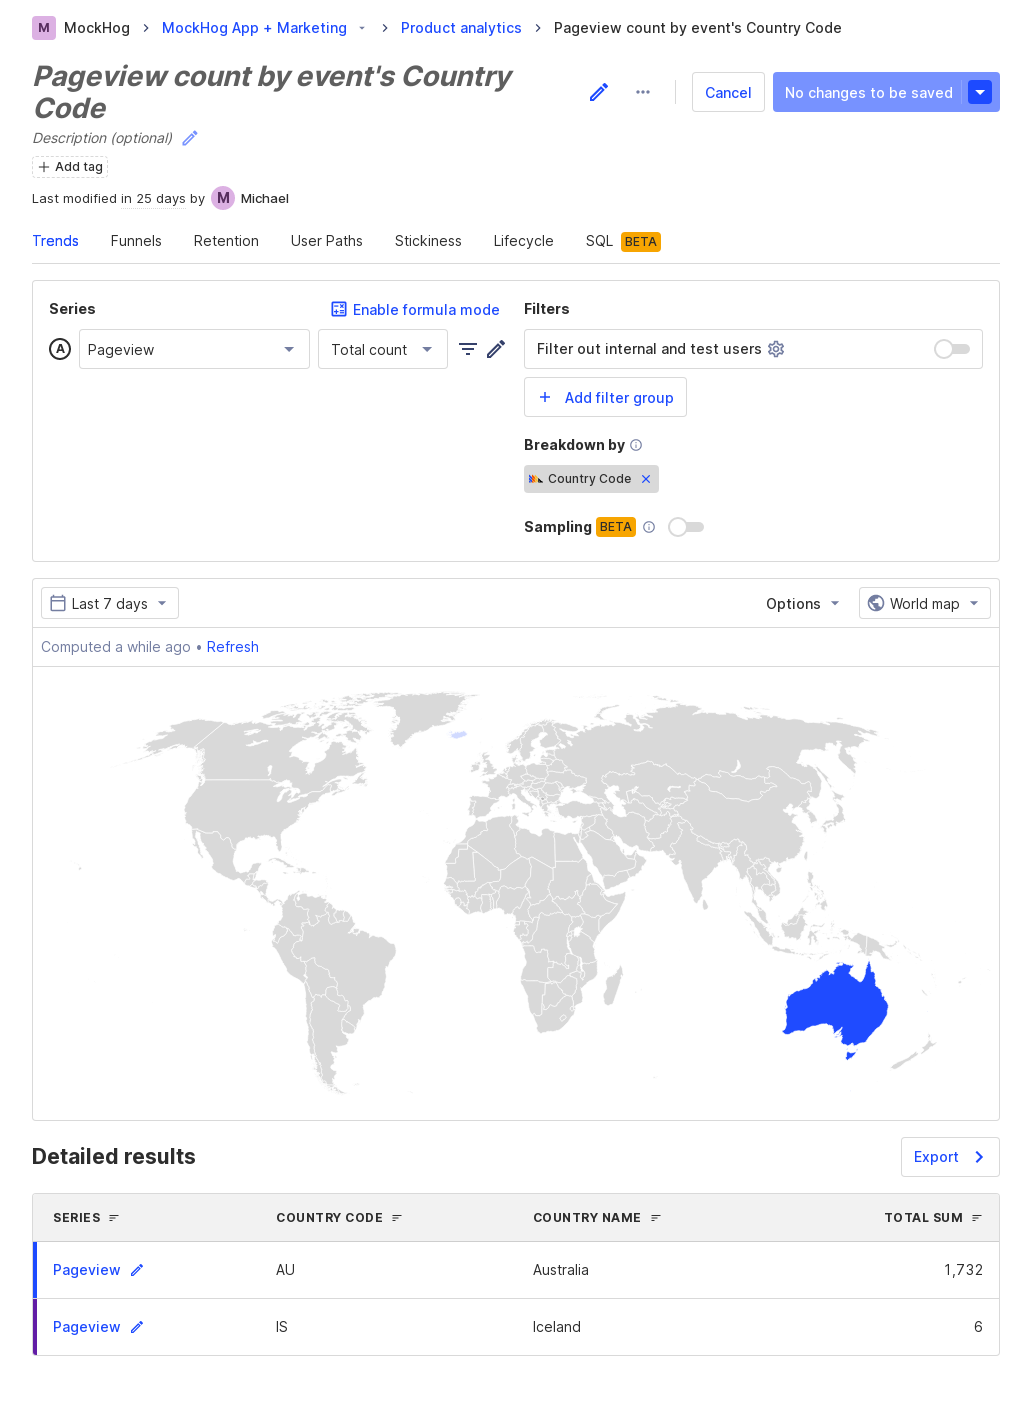 M MockHog MockHog App + Marketing Product analytics Pageview count by event's Country Code
Pageview count by event's Country
Code
Cancel
No changes to be saved
Description (optional)
Add tag
Last modified in 25 days by M Michael
Trends Funnels Retention User Paths Stickiness Lifecycle SQL BETA
Series
Enable formula mode
A Pageview Total count
Filters
Filter out internal and test users
+ Add filter group
Breakdown by
Country Code
Sampling BETA
Last 7 days Options World map
Computed a while ago • Refresh
Detailed results
Export
SERIES COUNTRY CODE COUNTRY NAME TOTAL SUM
Pageview AU Australia 1,732
Pageview IS Iceland 6